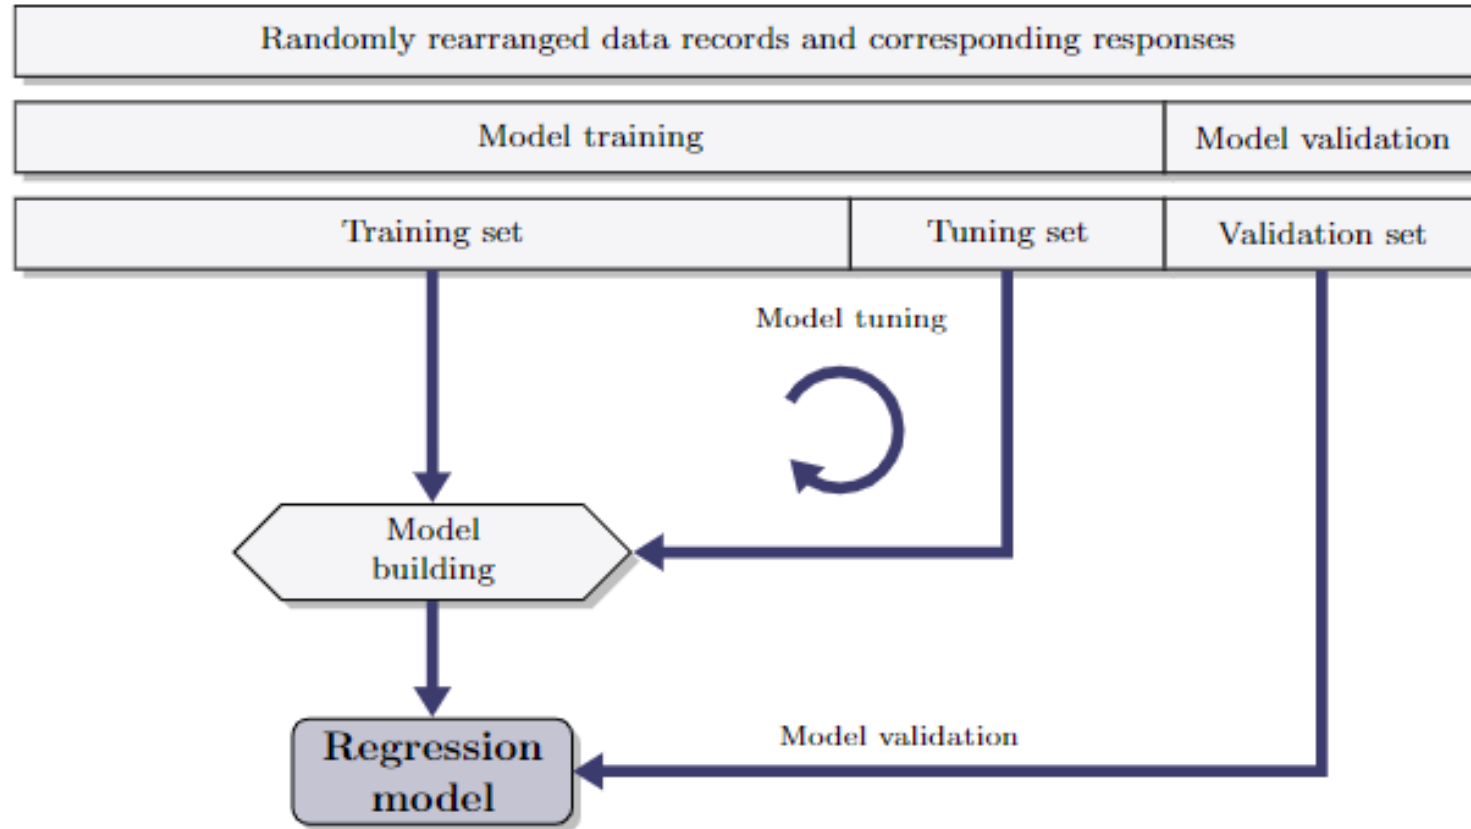 Randomly rearranged data records and corresponding responses
Model training
Model validation
Training set
Tuning set
Validation set
Model tuning
Model
building
Regression
model
Model validation